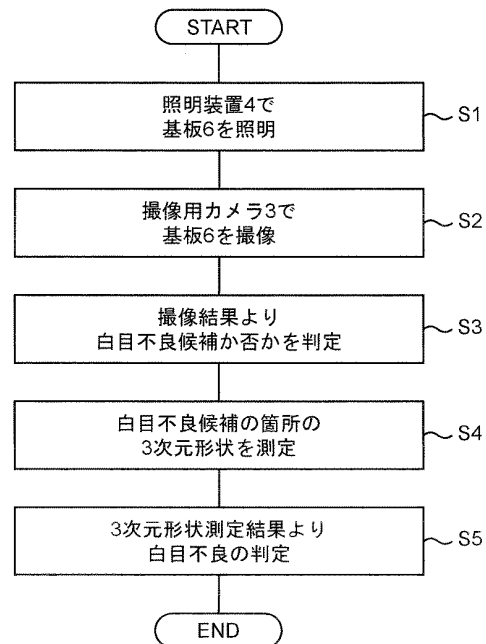 START
照明装置4で
基板6を照明
S1
撮像用カメラ3で
基板6を撮像
S2
撮像結果より
白目不良候補か否かを判定
S3
白目不良候補の箇所の
3次元形状を測定
S4
3次元形状測定結果より
白目不良の判定
S5
END